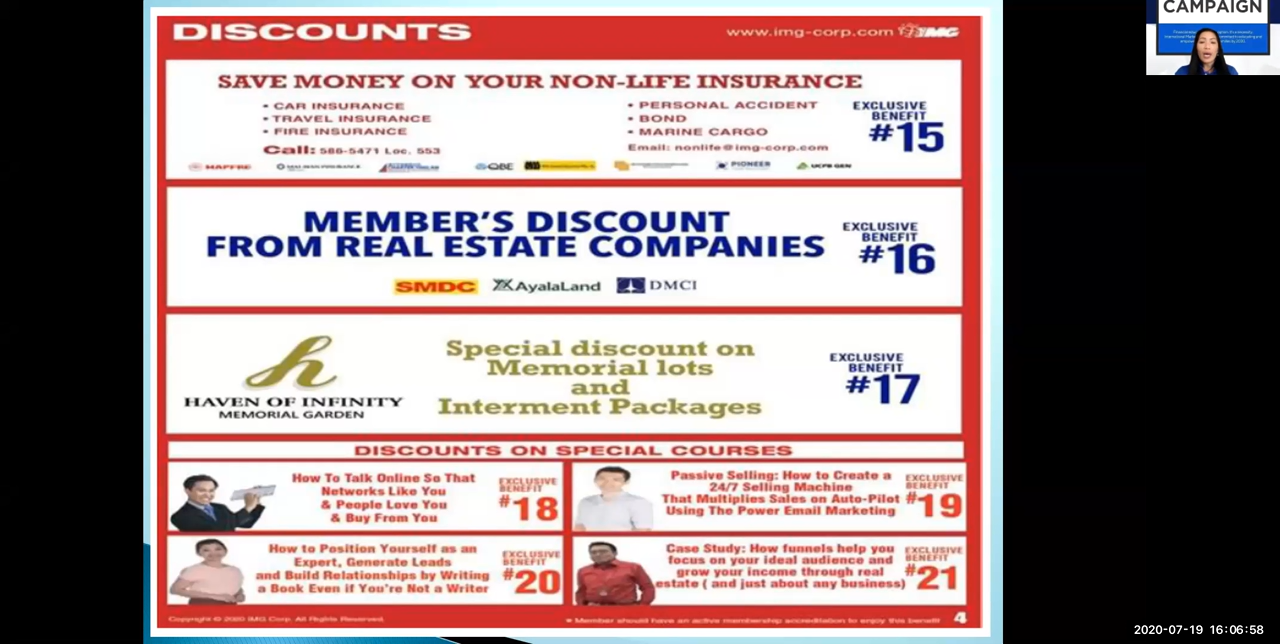 CAMPAIGN
DISCOUNTS
www.img-corp.com IMG
SAVE MONEY ON YOUR NON-LIFE INSURANCE
• CAR INSURANCE
• TRAVEL INSURANCE
• FIRE INSURANCE
Call: 586-5471 Loc. 553
• PERSONAL ACCIDENT
• BOND
• MARINE CARGO
Email: nonlife@img-corp.com
EXCLUSIVE
BENEFIT
#15
MAPFRE
QBE
PIONEER
UCPB GEN
MEMBER'S DISCOUNT
FROM REAL ESTATE COMPANIES
EXCLUSIVE
BENEFIT
#16
SMDC AyalaLand DMCI
HAVEN OF INFINITY
MEMORIAL GARDEN
Special discount on
Memorial lots
and
Interment Packages
EXCLUSIVE
BENEFIT
#17
DISCOUNTS ON SPECIAL COURSES
How To Talk Online So That
Networks Like You
& People Love You
& Buy From You
EXCLUSIVE
BENEFIT
#18
Passive Selling: How to Create a
24/7 Selling Machine
That Multiplies Sales on Auto-Pilot
Using The Power Email Marketing
EXCLUSIVE
BENEFIT
#19
How to Position Yourself as an
Expert, Generate Leads
and Build Relationships by Writing
a Book Even if You're Not a Writer
EXCLUSIVE
BENEFIT
#20
Case Study: How funnels help you
focus on your ideal audience and
grow your income through real
estate ( and just about any business)
EXCLUSIVE
BENEFIT
#21
Copyright © 2020 IMG Corp. All Rights Reserved.
* Member should have an active membership accreditation to enjoy this benefit
4
2020-07-19 16:06:58